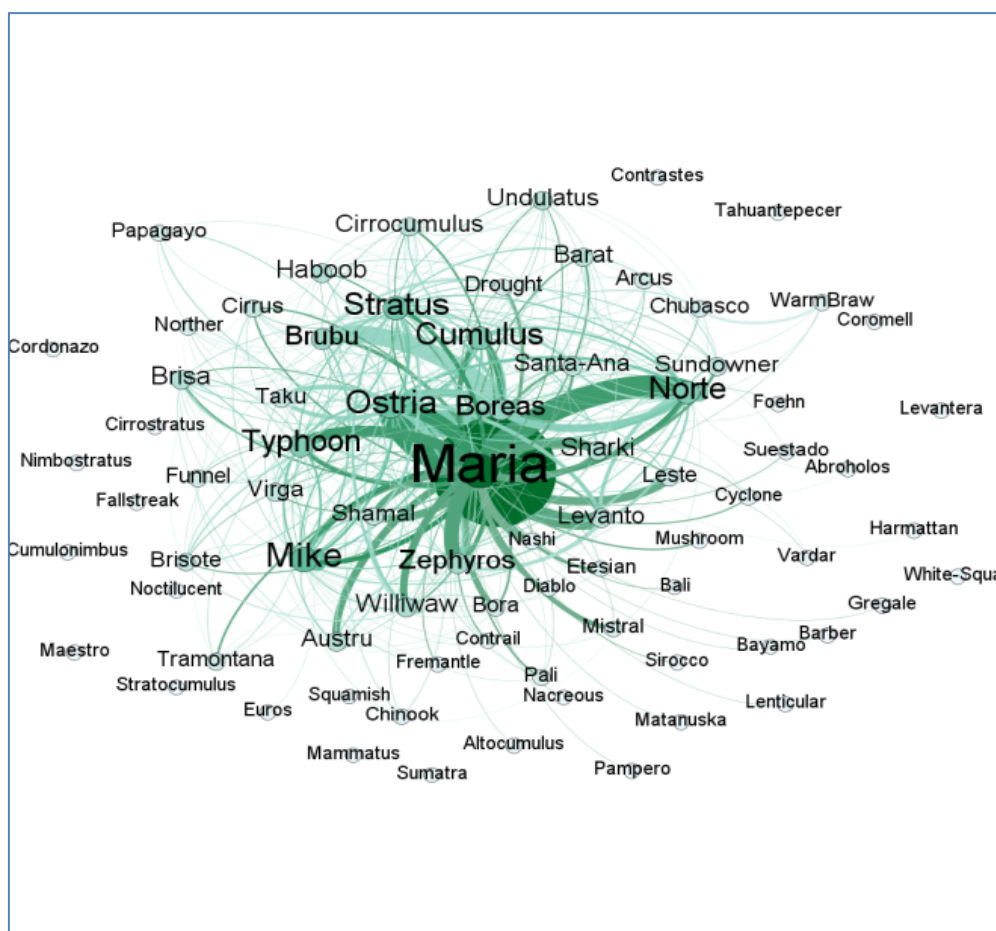 Contrastes
Undulatus
Tahuantepecer
Cirrocumulus
Papagayo
Barat
Haboob
Drought
Arcus
Stratus
Cirrus
Chubasco
WarmBraw
Coromell
Norther
Brubu
Cumulus
Cordonazo
Santa-Ana
Sundowner
Brisa
Norte
Taku
Ostria
Boreas
Foehn
Levantera
Cirrostratus
Typhoon
Sharki
Suestado
Nimbostratus
Maria
Abroholos
Funnel
Virga
Leste
Fallstreak
Cyclone
Shamal
Levanto
Harmattan
Nashi
Mushroom
Cumulonimbus
Mike
Vardar
Brisote
Zephyros
Etesian
White-Squa
Noctilucent
Diablo
Bali
Williwaw
Bora
Gregale
Mistral
Barber
Austru
Contrail
Bayamo
Maestro
Tramontana
Fremantle
Sirocco
Pali
Stratocumulus
Squamish
Nacreous
Lenticular
Euros
Chinook
Matanuska
Altocumulus
Mammatus
Sumatra
Pampero